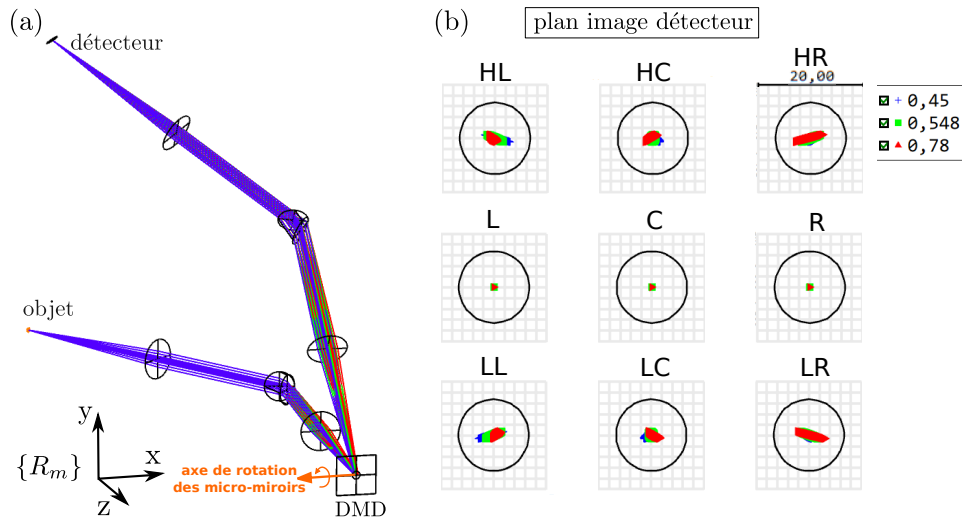 (a)
détecteur
objet
y
x
{R_m}
z
axe de rotation
des micro-miroirs
DMD
(b)
plan image détecteur
HL HC HR
20,00
+ 0,45
0,548
0,78
L C R
LL LC LR